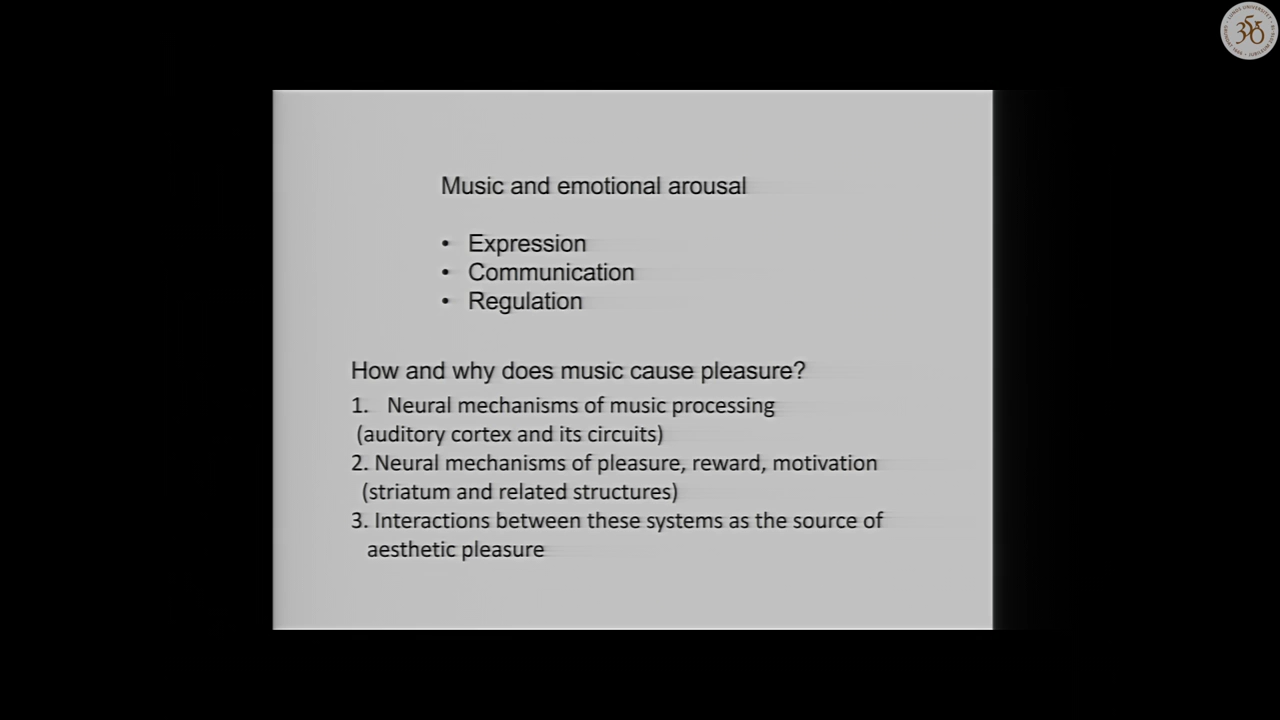 Music and emotional arousal
• Expression
• Communication
• Regulation
How and why does music cause pleasure?
1. Neural mechanisms of music processing
(auditory cortex and its circuits)
2. Neural mechanisms of pleasure, reward, motivation
(striatum and related structures)
3. Interactions between these systems as the source of
aesthetic pleasure